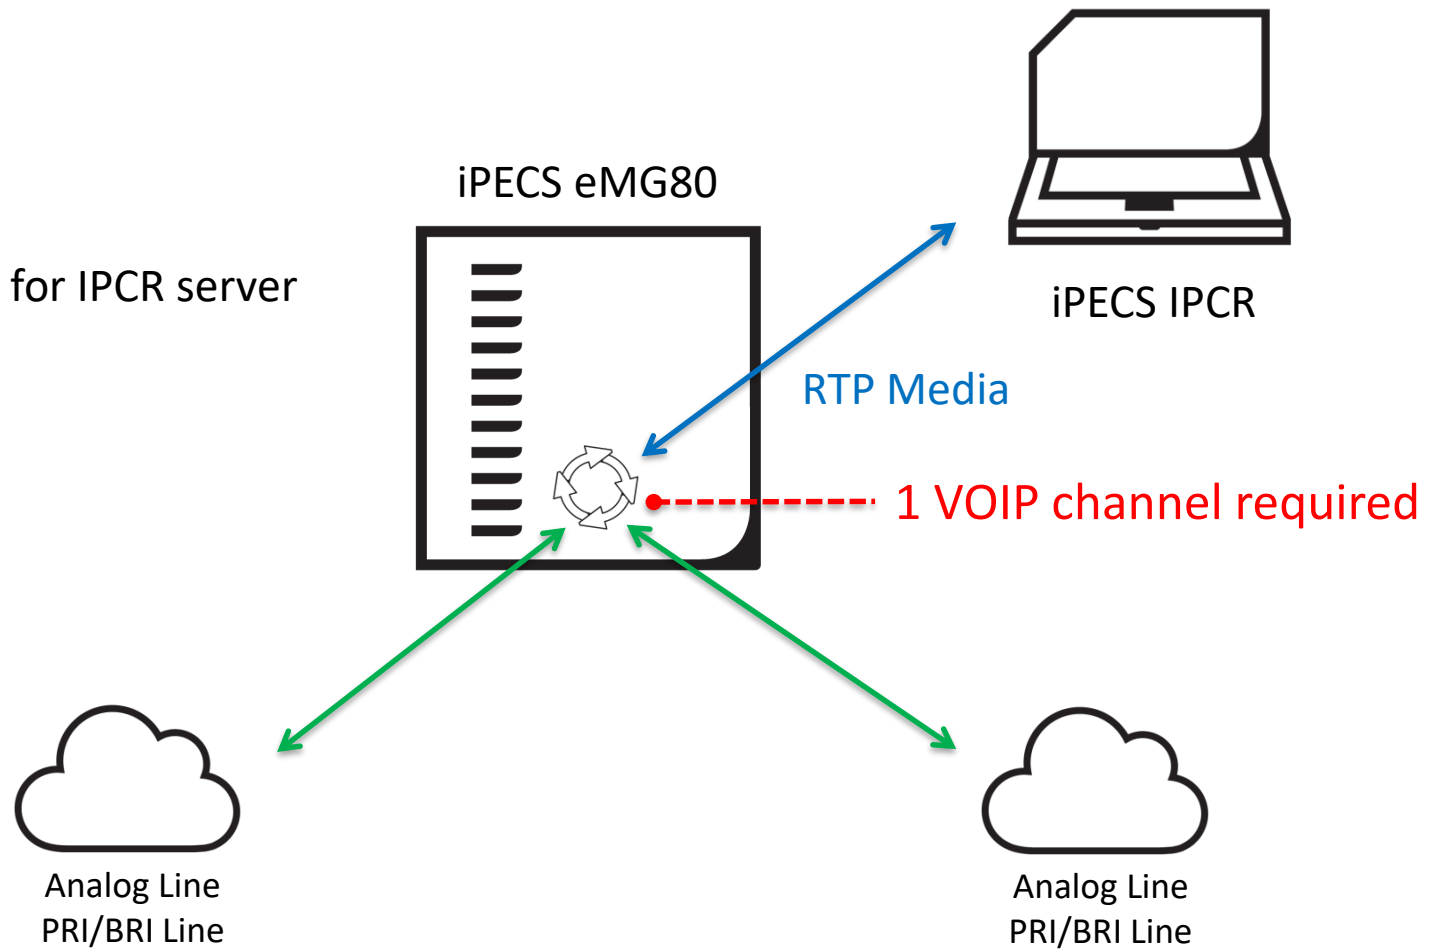 iPECS eMG80
for IPCR server
iPECS IPCR
RTP Media
1 VOIP channel required
Analog Line
PRI/BRI Line
Analog Line
PRI/BRI Line